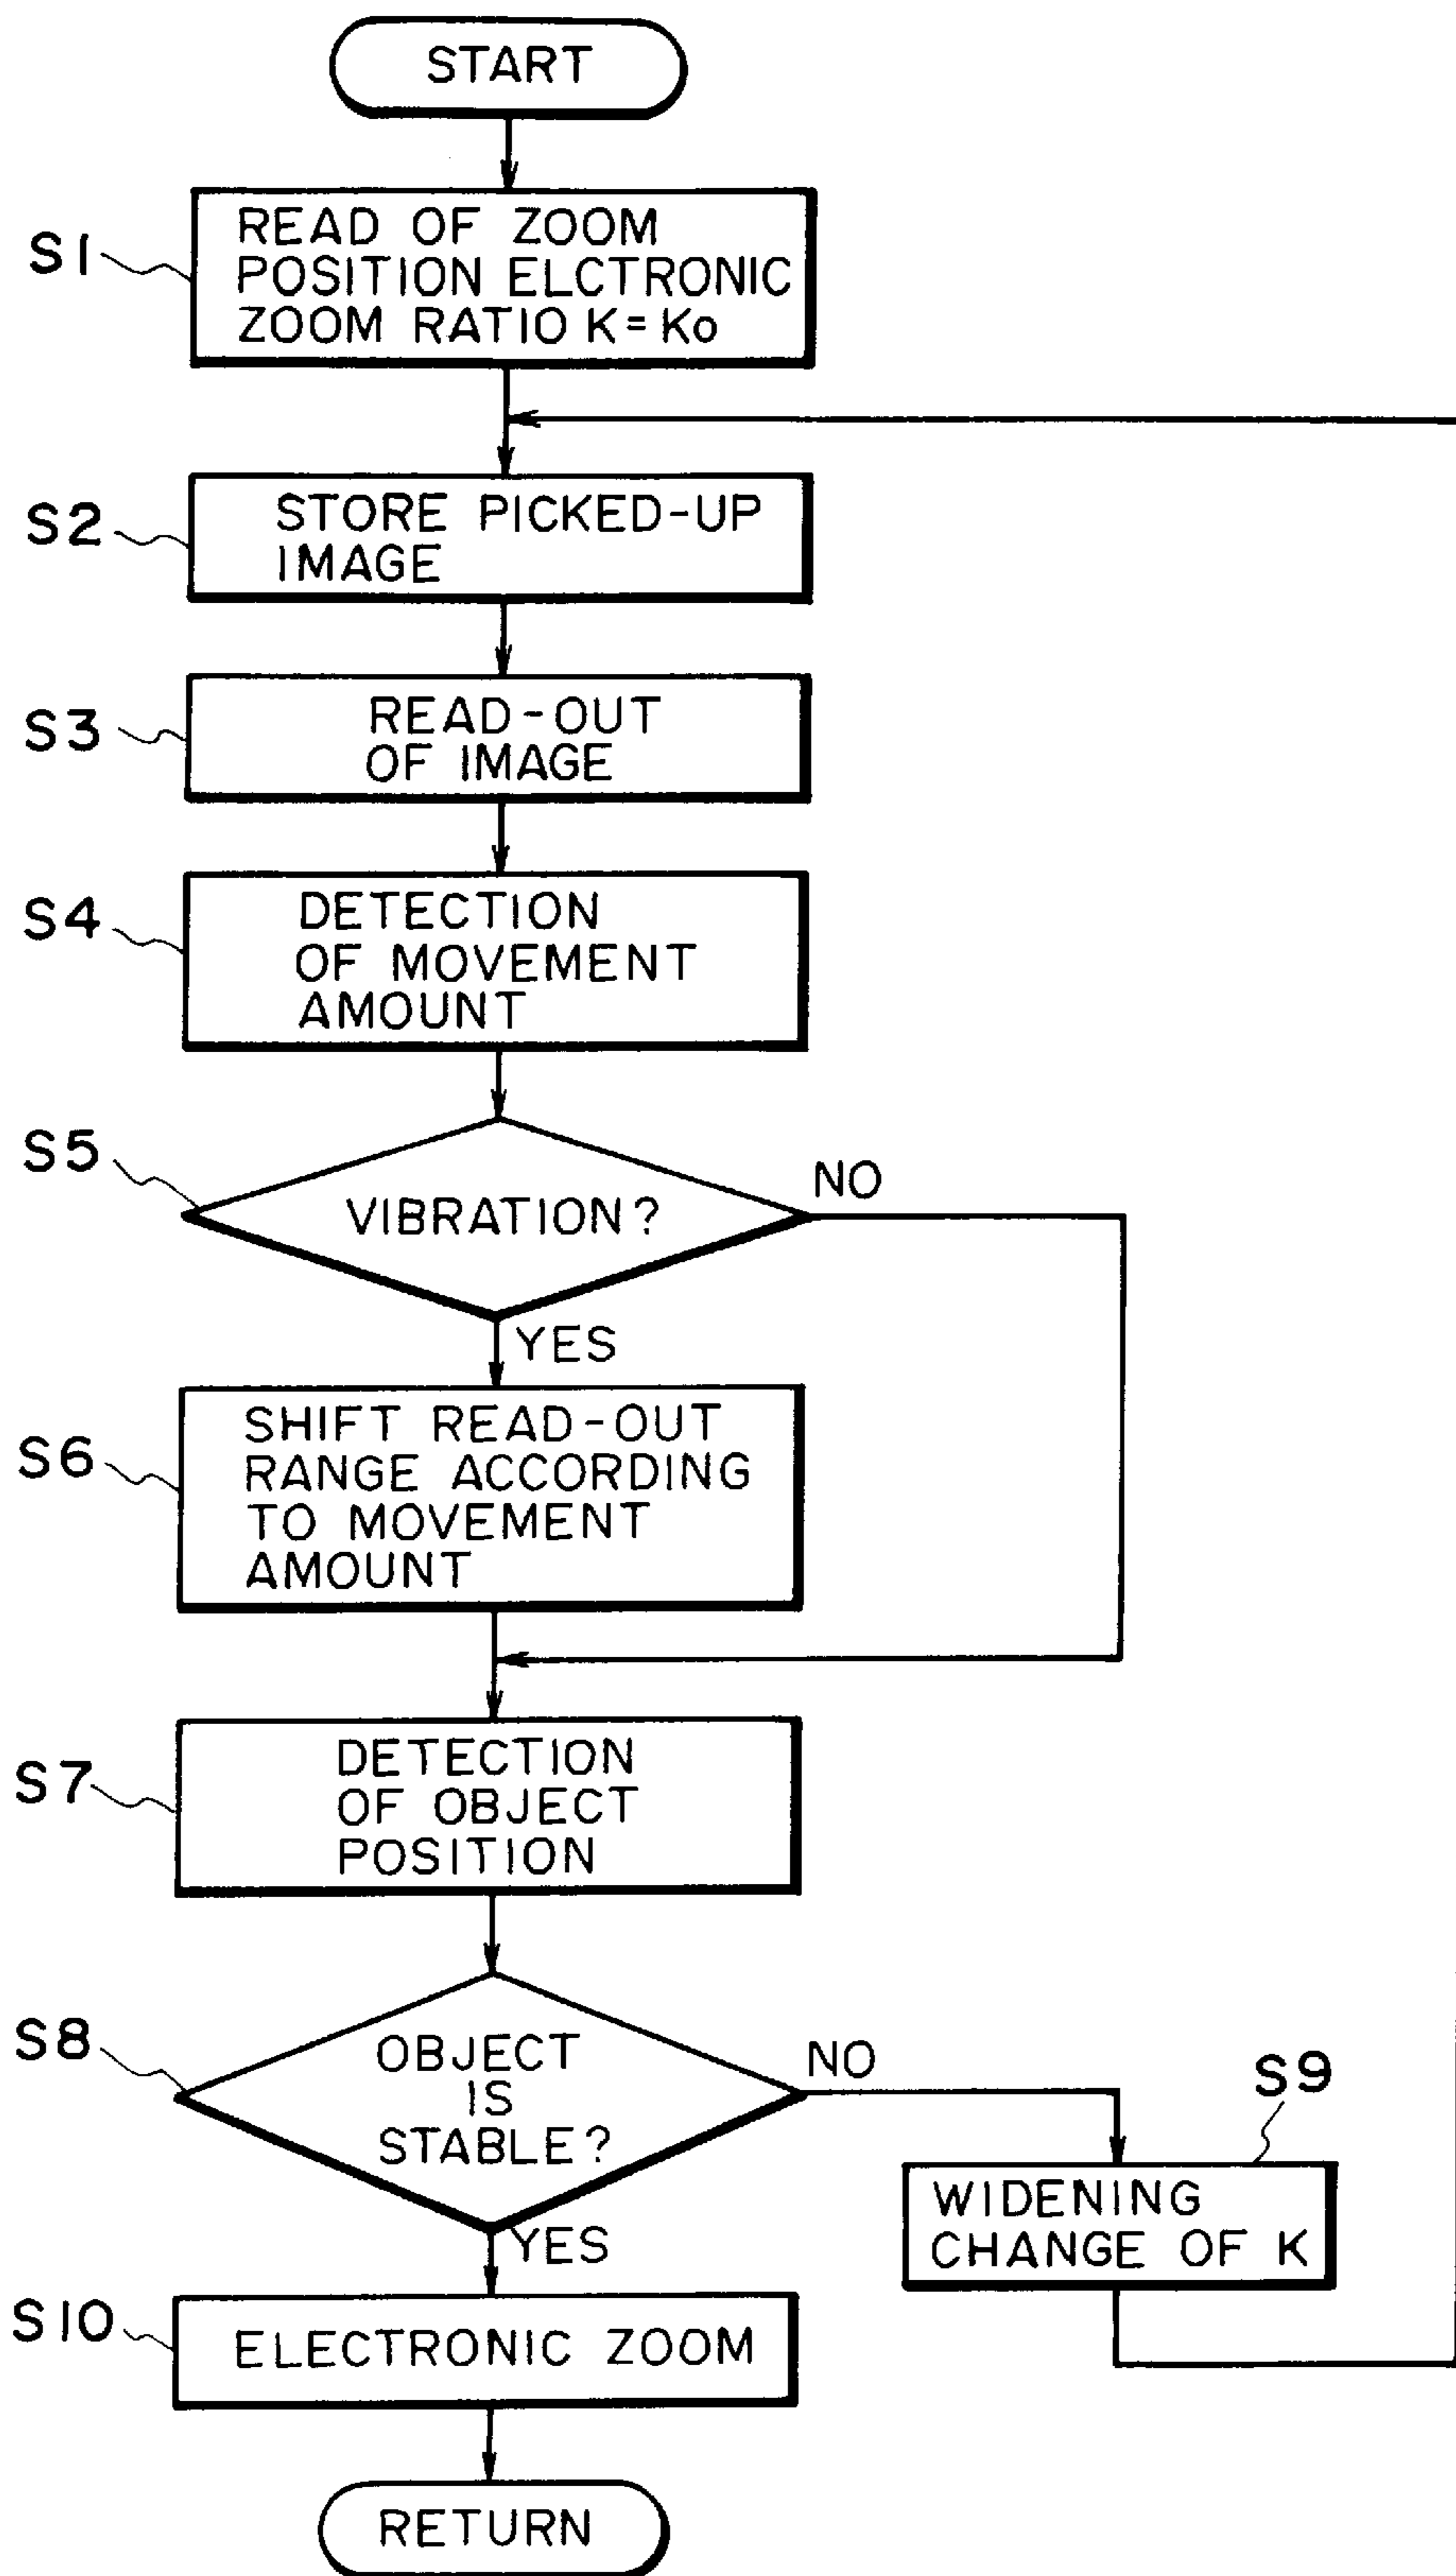 START
S1
READ OF ZOOM
POSITION ELCTRONIC
ZOOM RATIO K=Ko
S2
STORE PICKED-UP
IMAGE
S3
READ-OUT
OF IMAGE
S4
DETECTION
OF MOVEMENT
AMOUNT
S5
VIBRATION?
NO
YES
S6
SHIFT READ-OUT
RANGE ACCORDING
TO MOVEMENT
AMOUNT
S7
DETECTION
OF OBJECT
POSITION
S8
OBJECT
IS
STABLE?
NO
S9
WIDENING
CHANGE OF K
YES
S10
ELECTRONIC ZOOM
RETURN